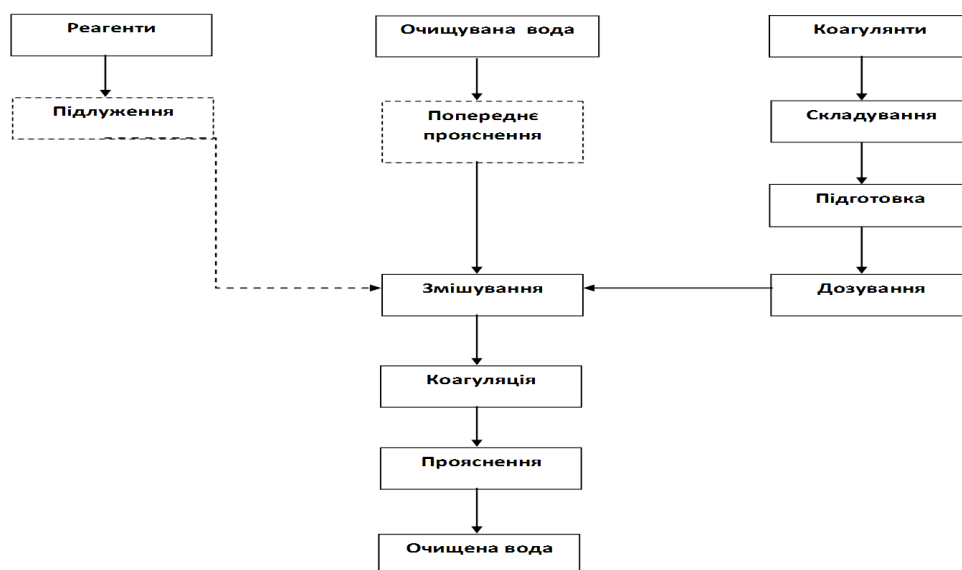 Реагенти
Очищувана вода
Коагулянти
Підлуження
Попереднє
прояснення
Складування
Підготовка
Змішування
Дозування
Коагуляція
Прояснення
Очищена вода